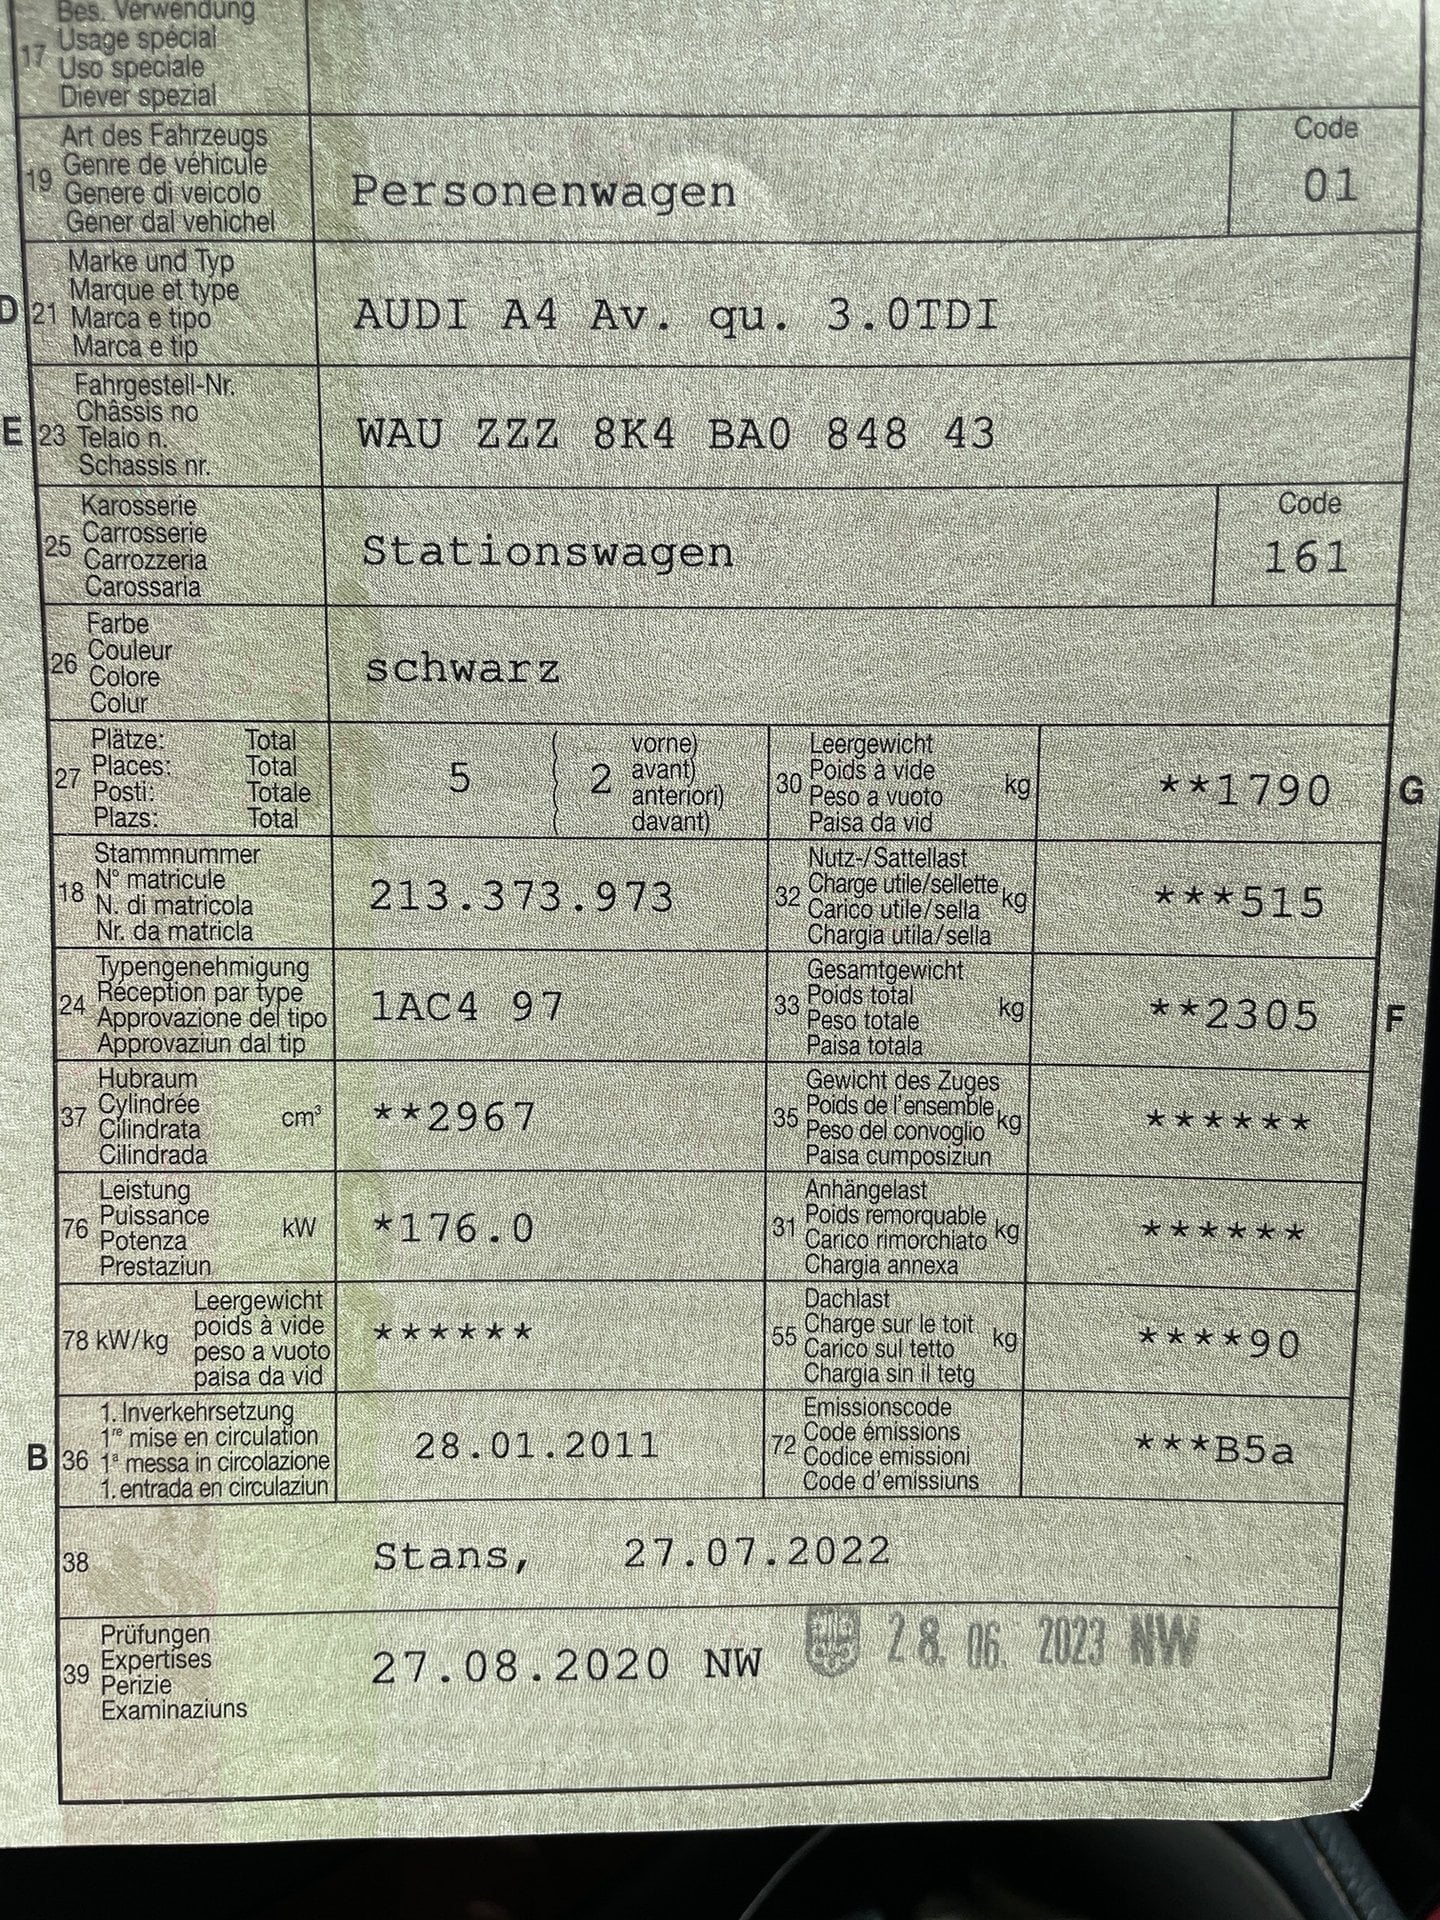 Bes. Verwendung
17 Usage spécial
Uso speciale
Diever spezial
Art des Fahrzeugs
19 Genre de véhicule
Genere di veicolo
Gener dal vehichel
Personenwagen
Code
01
Marke und Typ
D 21 Marque et type
Marca e tipo
Marca e tip
AUDI A4 Av. qu. 3.0TDI
Fahrgestell-Nr.
Châssis no
E 23 Telaio n.
Schassis nr.
WAU ZZZ 8K4 BA0 848 43
Karosserie
25 Carrosserie
Carrozzeria
Carossaria
Stationswagen
Code
161
Farbe
26 Couleur
Colore
Colur
schwarz
Plätze: Total
27 Places: Total
Posti: Totale
Plazs: Total
5 ( 2 vorne)
avant)
anteriori)
davant)
Leergewicht
30 Poids à vide kg
Peso a vuoto
Paisa da vid
**1790 G
Stammnummer
18 N° matricule
N. di matricola
Nr. da matricla
213.373.973
Nutz-/Sattellast
32 Charge utile/sellette kg
Carico utile/sella
Chargia utila/sella
***515
Typengenehmigung
24 Réception par type
Approvazione del tipo
Approvaziun dal tip
1AC4 97
Gesamtgewicht
33 Poids total kg
Peso totale
Paisa totala
**2305 F
Hubraum
37 Cylindrée cm³
Cilindrata
Cilindrada
**2967
Gewicht des Zuges
35 Poids de l'ensemble kg
Peso del convoglio
Paisa cumposiziun
******
Leistung
76 Puissance kW
Potenza
Prestaziun
*176.0
Anhängelast
31 Poids remorquable kg
Carico rimorchiato
Chargia annexa
******
Leergewicht
78 kW/kg poids à vide
peso a vuoto
paisa da vid
******
Dachlast
55 Charge sur le toit kg
Carico sul tetto
Chargia sin il tetg
****90
1. Inverkehrsetzung
B 36 1re mise en circulation
1a messa in circolazione
1. entrada en circulaziun
28.01.2011
Emissionscode
72 Code émissions
Codice emissioni
Code d'emissiuns
***B5a
38 Stans, 27.07.2022
Prüfungen
39 Expertises
Perizie
Examinaziuns
27.08.2020 NW 28. 06. 2023 NW